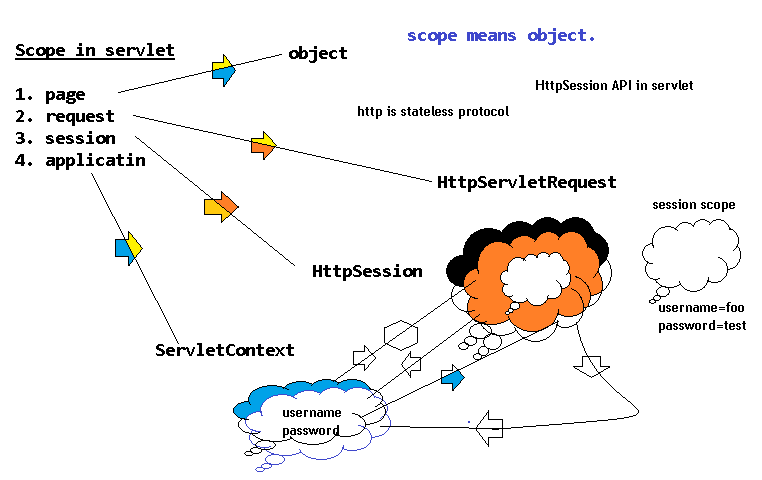 scope means object.
Scope in servlet
object
HttpSession API in servlet
1. page
http is stateless protocol
2. request
3. session
4. applicatin
HttpServletRequest
session scope
HttpSession
username=foo
password=test
ServletContext
username
password